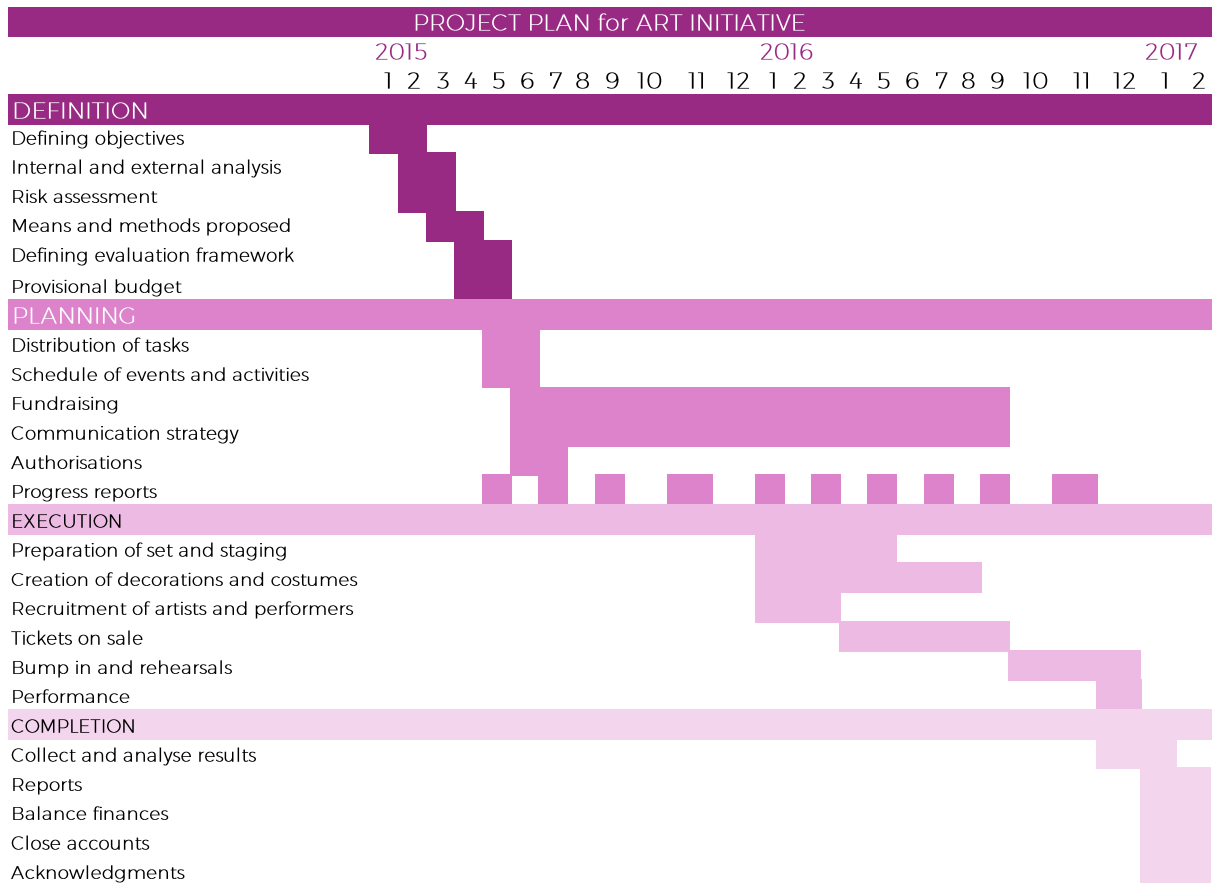 PROJECT PLAN for ART INITIATIVE
2015 2016 2017
1 2 3 4 5 6 7 8 9 10 11 12 1 2 3 4 5 6 7 8 9 10 11 12 1 2
DEFINITION
Defining objectives
Internal and external analysis
Risk assessment
Means and methods proposed
Defining evaluation framework
Provisional budget
PLANNING
Distribution of tasks
Schedule of events and activities
Fundraising
Communication strategy
Authorisations
Progress reports
EXECUTION
Preparation of set and staging
Creation of decorations and costumes
Recruitment of artists and performers
Tickets on sale
Bump in and rehearsals
Performance
COMPLETION
Collect and analyse results
Reports
Balance finances
Close accounts
Acknowledgments